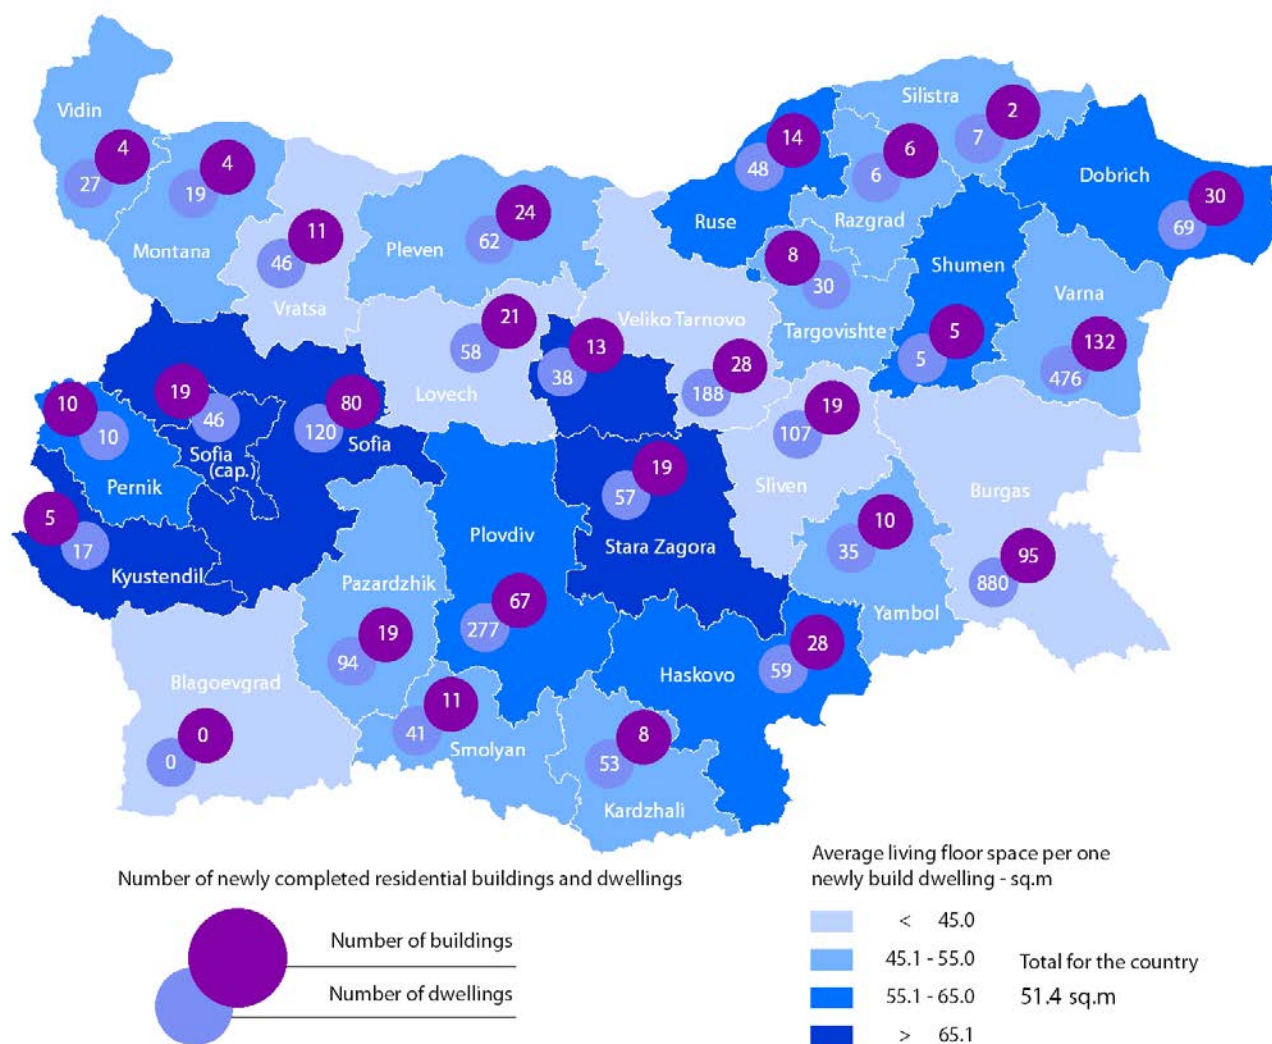 Vidin
4
27
4
19
Montana
11
46
Vratsa
24
62
Pleven
14
48
Ruse
Silistra
2
7
6
6
Razgrad
Dobrich
30
69
8
30
Targovishte
Shumen
5
5
Varna
132
476
21
58
Lovech
13
38
Veliko Tarnovo
28
188
19
107
Sliven
Burgas
95
880
10
10
Pernik
19
46
Sofia
(cap.)
80
120
Sofia
5
17
Kyustendil
Plovdiv
67
277
19
57
Stara Zagora
10
35
Yambol
Pazardzhik
19
94
Haskovo
28
59
Blagoevgrad
0
0
11
41
Smolyan
8
53
Kardzhali
Number of newly completed residential buildings and dwellings
Number of buildings
Number of dwellings
Average living floor space per one
newly build dwelling - sq.m
< 45.0
45.1 - 55.0
55.1 - 65.0
> 65.1
Total for the country
51.4 sq.m